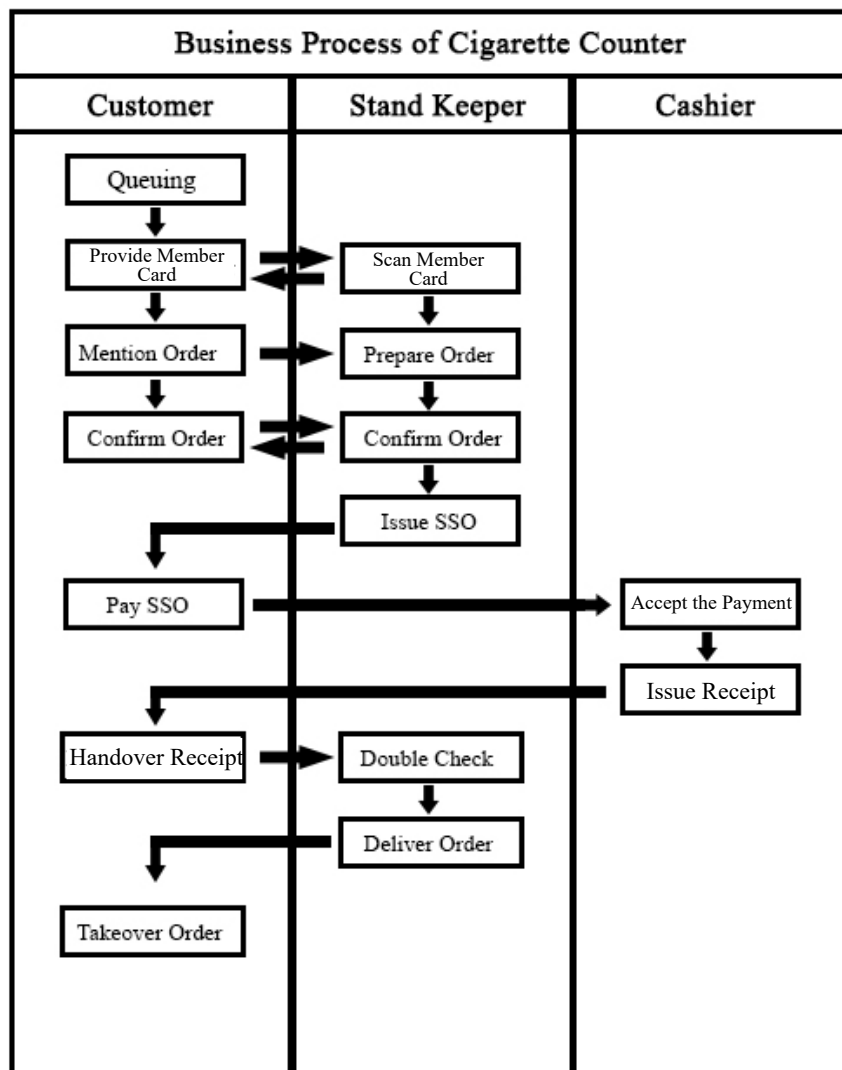 Business Process of Cigarette Counter
Customer
Stand Keeper
Cashier
Queuing
Provide Member
Card
Scan Member
Card
Mention Order
Prepare Order
Confirm Order
Confirm Order
Issue SSO
Pay SSO
Accept the Payment
Issue Receipt
Handover Receipt
Double Check
Deliver Order
Takeover Order